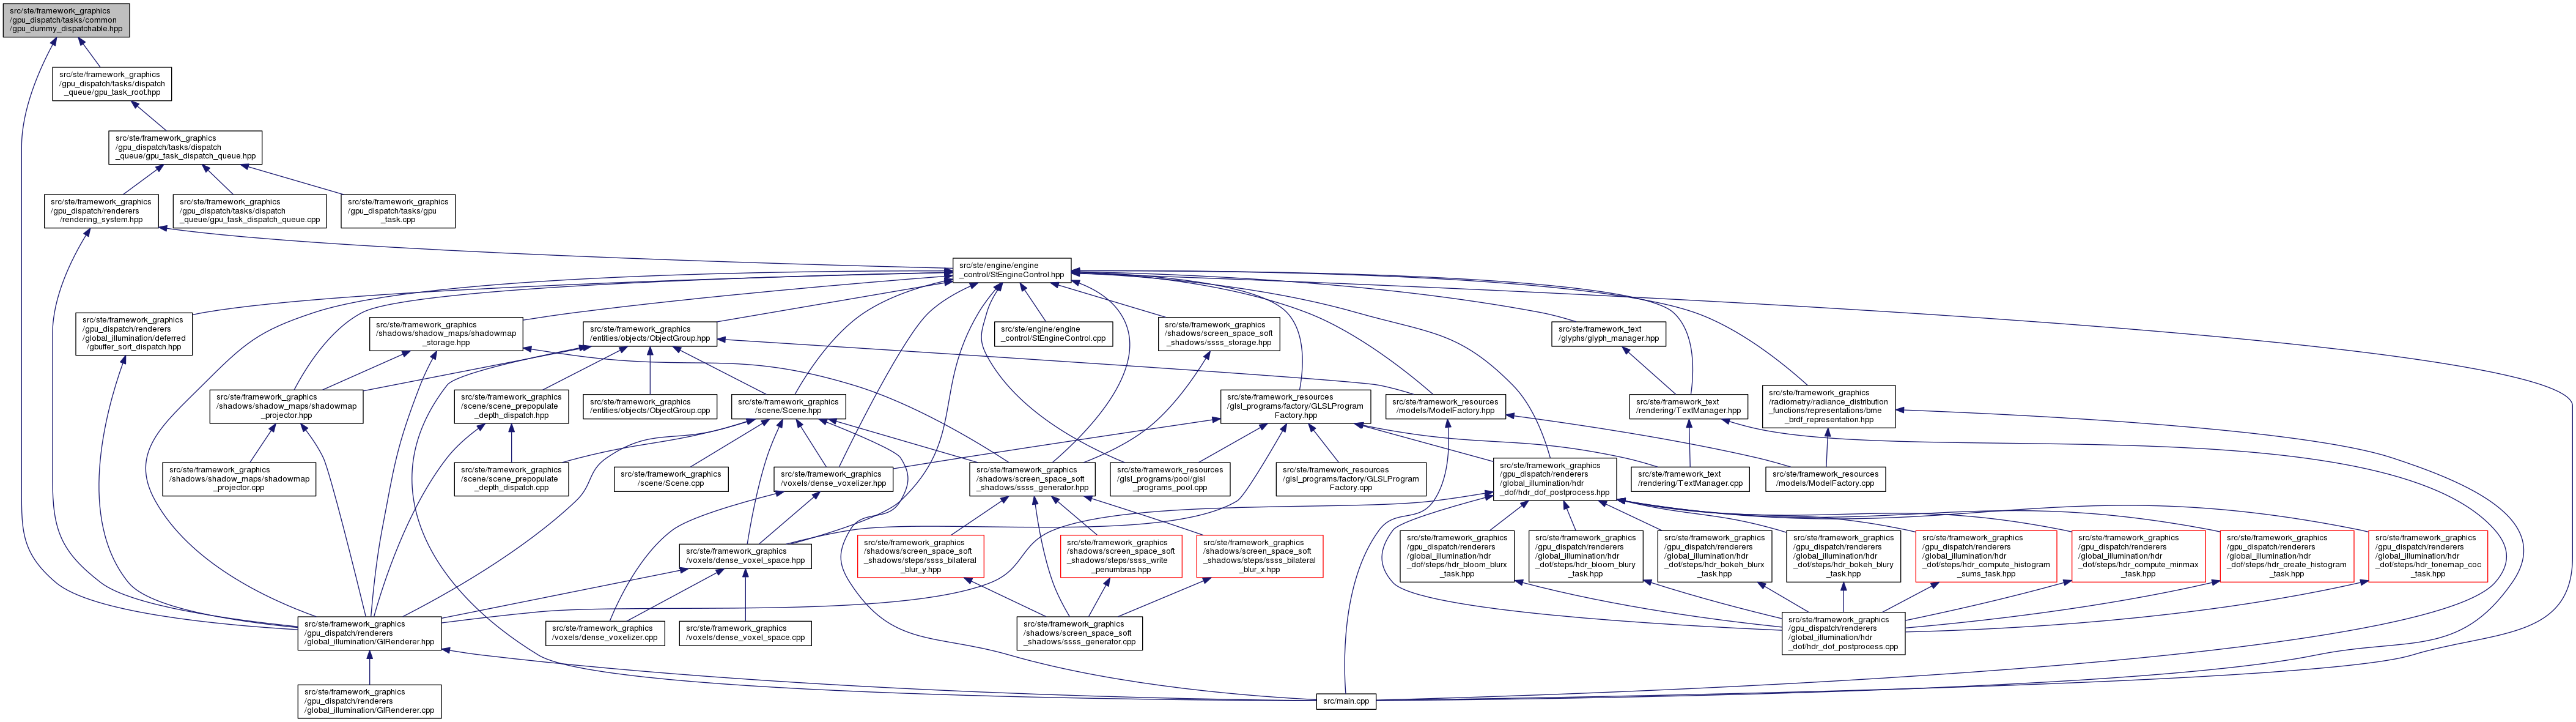 src/ste/framework_graphics
/gpu_dispatch/tasks/common
/gpu_dummy_dispatchable.hpp
src/ste/framework_graphics
/gpu_dispatch/tasks/dispatch
_queue/gpu_task_root.hpp
src/ste/framework_graphics
/gpu_dispatch/tasks/dispatch
_queue/gpu_task_dispatch_queue.hpp
src/ste/framework_graphics
/gpu_dispatch/renderers
/rendering_system.hpp
src/ste/framework_graphics
/gpu_dispatch/tasks/dispatch
_queue/gpu_task_dispatch_queue.cpp
src/ste/framework_graphics
/gpu_dispatch/tasks/gpu
_task.cpp
src/ste/engine/engine
_control/StEngineControl.hpp
src/ste/framework_graphics
/gpu_dispatch/renderers
/global_illumination/deferred
/gbuffer_sort_dispatch.hpp
src/ste/framework_graphics
/shadows/shadow_maps/shadowmap
_storage.hpp
src/ste/framework_graphics
/entities/objects/ObjectGroup.hpp
src/ste/engine/engine
_control/StEngineControl.cpp
src/ste/framework_graphics
/shadows/screen_space_soft
_shadows/ssss_storage.hpp
src/ste/framework_text
/glyphs/glyph_manager.hpp
src/ste/framework_graphics
/shadows/shadow_maps/shadowmap
_projector.hpp
src/ste/framework_graphics
/scene/scene_prepopulate
_depth_dispatch.hpp
src/ste/framework_graphics
/entities/objects/ObjectGroup.cpp
src/ste/framework_graphics
/scene/Scene.hpp
src/ste/framework_resources
/glsl_programs/factory/GLSLProgram
Factory.hpp
src/ste/framework_resources
/models/ModelFactory.hpp
src/ste/framework_text
/rendering/TextManager.hpp
src/ste/framework_graphics
/radiometry/radiance_distribution
_functions/representations/bme
_brdf_representation.hpp
src/ste/framework_graphics
/shadows/shadow_maps/shadowmap
_projector.cpp
src/ste/framework_graphics
/scene/scene_prepopulate
_depth_dispatch.cpp
src/ste/framework_graphics
/scene/Scene.cpp
src/ste/framework_graphics
/voxels/dense_voxelizer.hpp
src/ste/framework_graphics
/shadows/screen_space_soft
_shadows/ssss_generator.hpp
src/ste/framework_resources
/glsl_programs/pool/glsl
_programs_pool.cpp
src/ste/framework_resources
/glsl_programs/factory/GLSLProgram
Factory.cpp
src/ste/framework_graphics
/gpu_dispatch/renderers
/global_illumination/hdr
_dof/hdr_dof_postprocess.hpp
src/ste/framework_text
/rendering/TextManager.cpp
src/ste/framework_resources
/models/ModelFactory.cpp
src/ste/framework_graphics
/voxels/dense_voxel_space.hpp
src/ste/framework_graphics
/shadows/screen_space_soft
_shadows/steps/ssss_bilateral
_blur_y.hpp
src/ste/framework_graphics
/shadows/screen_space_soft
_shadows/steps/ssss_write
_penumbras.hpp
src/ste/framework_graphics
/shadows/screen_space_soft
_shadows/steps/ssss_bilateral
_blur_x.hpp
src/ste/framework_graphics
/gpu_dispatch/renderers
/global_illumination/hdr
_dof/steps/hdr_bloom_blurx
_task.hpp
src/ste/framework_graphics
/gpu_dispatch/renderers
/global_illumination/hdr
_dof/steps/hdr_bloom_blury
_task.hpp
src/ste/framework_graphics
/gpu_dispatch/renderers
/global_illumination/hdr
_dof/steps/hdr_bokeh_blurx
_task.hpp
src/ste/framework_graphics
/gpu_dispatch/renderers
/global_illumination/hdr
_dof/steps/hdr_bokeh_blury
_task.hpp
src/ste/framework_graphics
/gpu_dispatch/renderers
/global_illumination/hdr
_dof/steps/hdr_compute_histogram
_sums_task.hpp
src/ste/framework_graphics
/gpu_dispatch/renderers
/global_illumination/hdr
_dof/steps/hdr_compute_minmax
_task.hpp
src/ste/framework_graphics
/gpu_dispatch/renderers
/global_illumination/hdr
_dof/steps/hdr_create_histogram
_task.hpp
src/ste/framework_graphics
/gpu_dispatch/renderers
/global_illumination/hdr
_dof/steps/hdr_tonemap_coc
_task.hpp
src/ste/framework_graphics
/gpu_dispatch/renderers
/global_illumination/GIRenderer.hpp
src/ste/framework_graphics
/voxels/dense_voxelizer.cpp
src/ste/framework_graphics
/voxels/dense_voxel_space.cpp
src/ste/framework_graphics
/shadows/screen_space_soft
_shadows/ssss_generator.cpp
src/ste/framework_graphics
/gpu_dispatch/renderers
/global_illumination/hdr
_dof/hdr_dof_postprocess.cpp
src/ste/framework_graphics
/gpu_dispatch/renderers
/global_illumination/GIRenderer.cpp
src/main.cpp